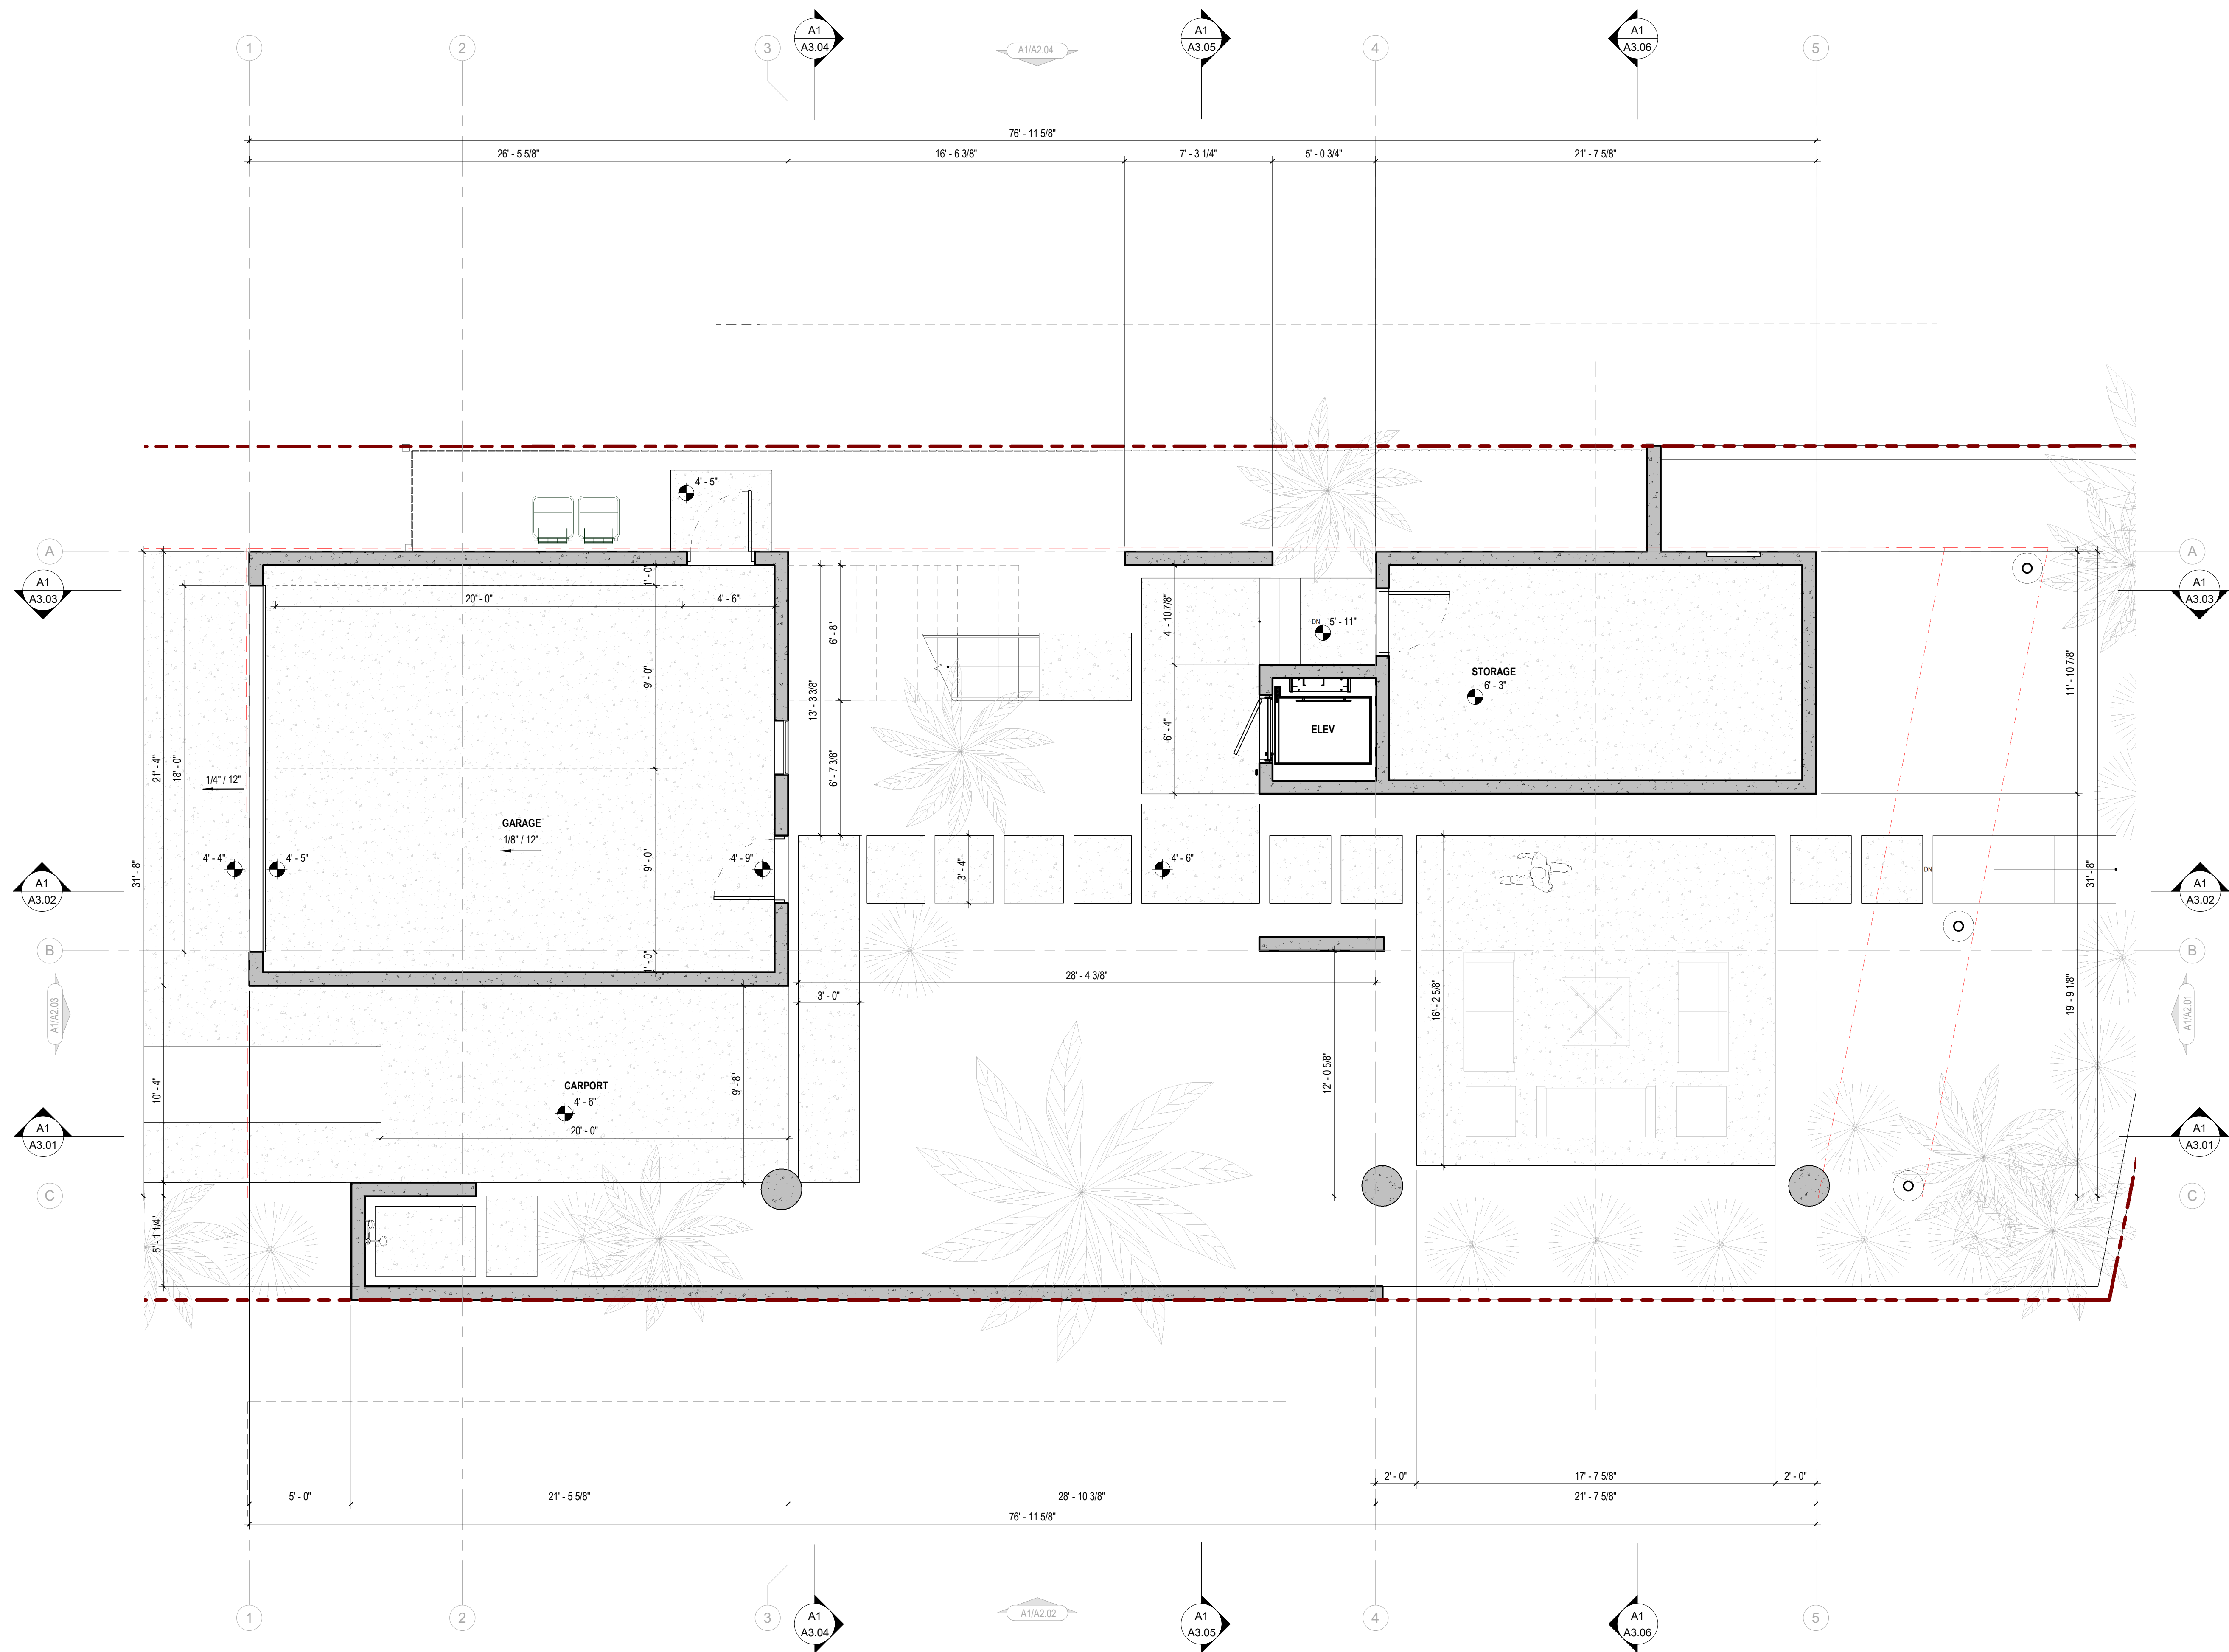 A1
A3.04
A1
A3.05
A1
A3.06
1
2
3
A1/A2.04
4
5
76' - 11 5/8"
26' - 5 5/8"
16' - 6 3/8"
7' - 3 1/4"
5' - 0 3/4"
21' - 7 5/8"
4' - 5"
A
A
A1
A3.03
A1
A3.03
1' - 0"
20' - 0"
4' - 6"
9' - 0"
6' - 8"
13' - 3 3/8"
6' - 7 3/8"
4' - 10 7/8"
6' - 4"
DN
5' - 11"
STORAGE
6' - 3"
ELEV
11' - 10 7/8"
21' - 4"
18' - 0"
1/4" / 12"
GARAGE
1/8" / 12"
31' - 8"
4' - 4"
4' - 5"
9' - 0"
4' - 9"
3' - 4"
4' - 6"
DN
31' - 8"
A1
A3.02
A1
A3.02
B
B
1' - 0"
28' - 4 3/8"
3' - 0"
16' - 2 5/8"
19' - 9 1/8"
A1/A2.03
A1/A2.01
12' - 0 5/8"
10' - 4"
CARPORT
4' - 6"
9' - 8"
20' - 0"
A1
A3.01
A1
A3.01
C
C
5' - 1 1/4"
2' - 0"
17' - 7 5/8"
2' - 0"
5' - 0"
21' - 5 5/8"
28' - 10 3/8"
21' - 7 5/8"
76' - 11 5/8"
1
2
3
A1/A2.02
4
5
A1
A3.04
A1
A3.05
A1
A3.06